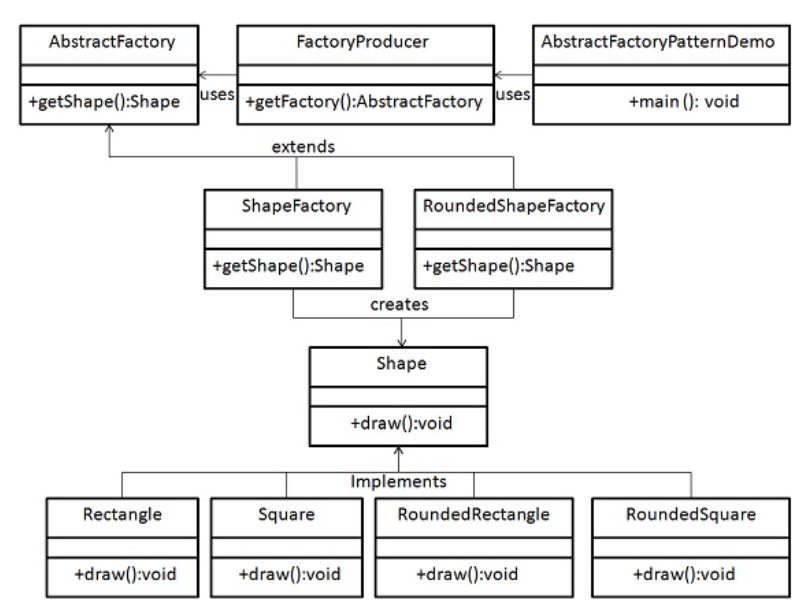 AbstractFactory
+getShape():Shape
uses
FactoryProducer
+getFactory():AbstractFactory
uses
AbstractFactoryPatternDemo
+main(): void
extends
ShapeFactory
+getShape():Shape
RoundedShapeFactory
+getShape():Shape
creates
Shape
+draw():void
Implements
Rectangle
+draw():void
Square
+draw():void
RoundedRectangle
+draw():void
RoundedSquare
+draw():void